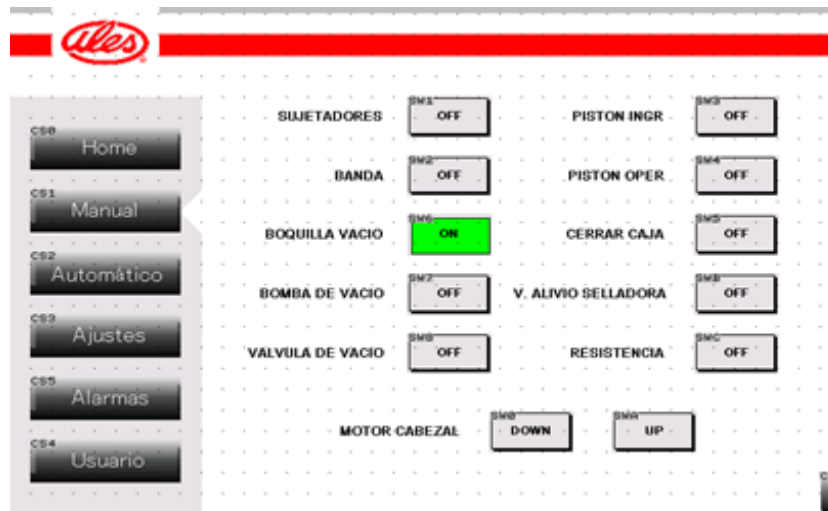 ales
CS0
Home
CS1
Manual
CS2
Automático
CS3
Ajustes
CS5
Alarmas
CS4
Usuario
SUJETADORES SW1 OFF PISTON INGR SW3 OFF
BANDA SW2 OFF PISTON OPER SW4 OFF
BOQUILLA VACIO SW6 ON CERRAR CAJA SW5 OFF
BOMBA DE VACIO SW7 OFF V. ALIVIO SELLADORA SWB OFF
VALVULA DE VACIO SW8 OFF RESISTENCIA SWC OFF
MOTOR CABEZAL DOWN SWA UP